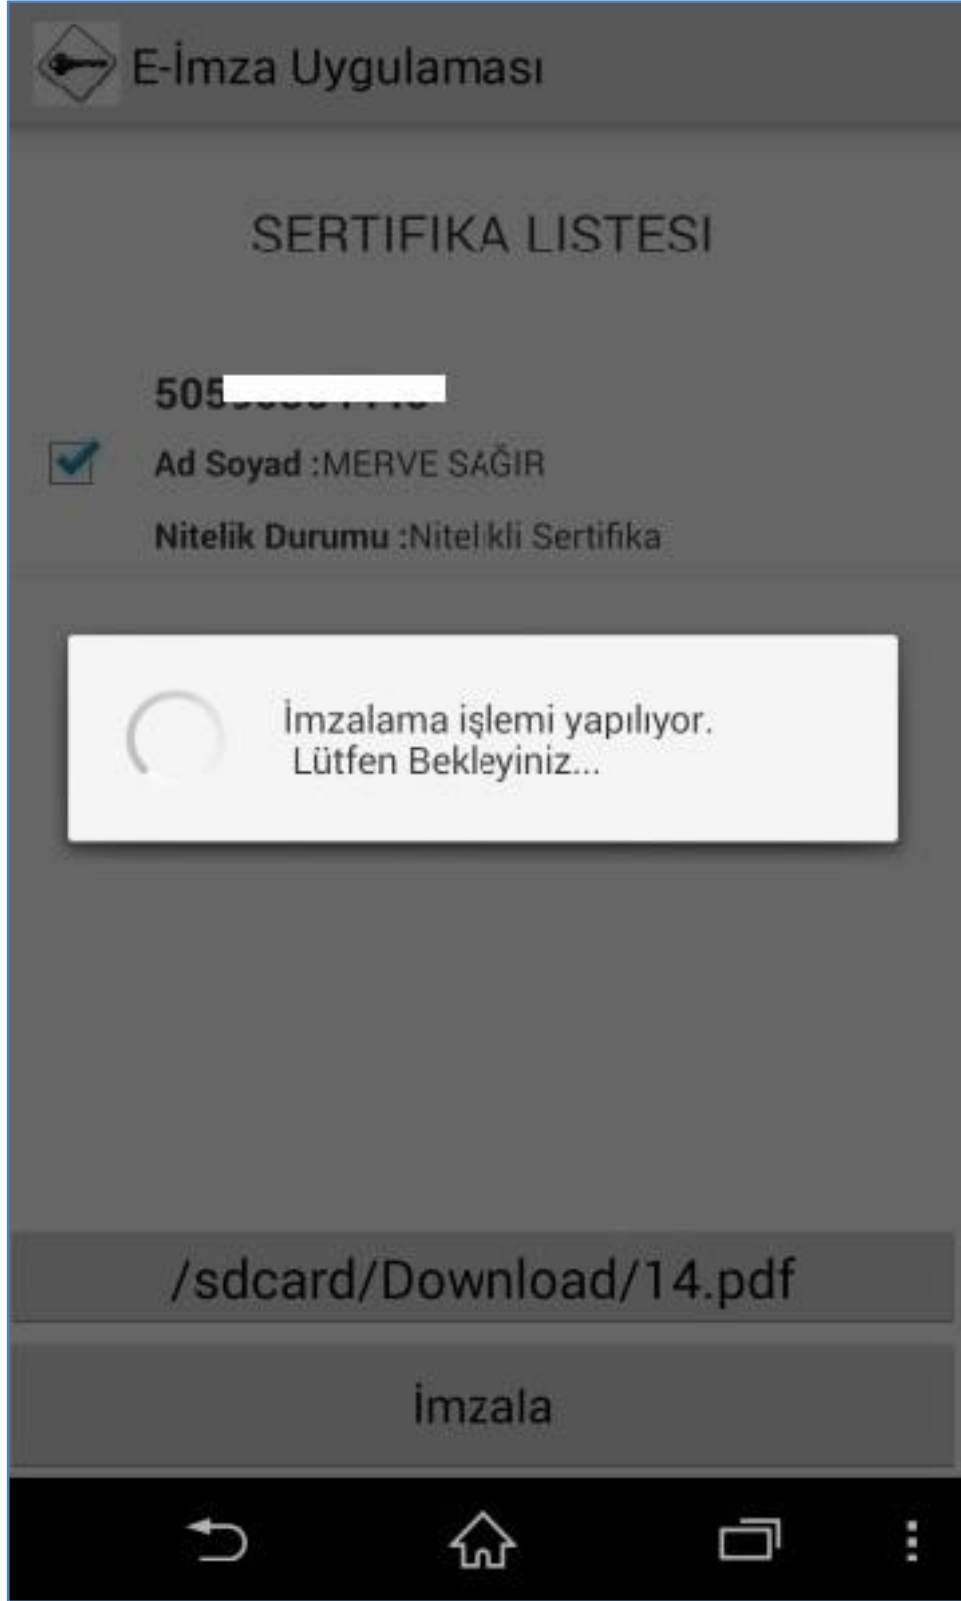 E-İmza Uygulaması
SERTIFIKA LISTESI
505
Ad Soyad :MERVE SAĞIR
Nitelik Durumu :Nitelikli Sertifika
İmzalama işlemi yapılıyor.
Lütfen Bekleyiniz...
/sdcard/Download/14.pdf
İmzala